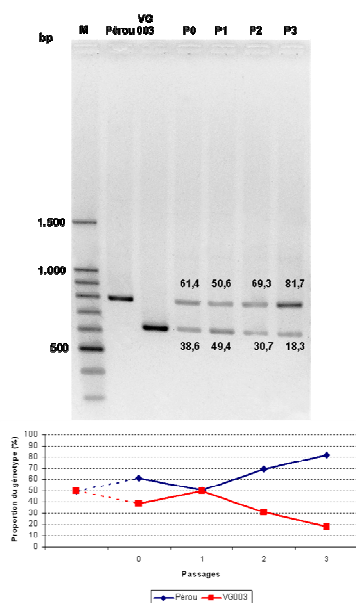 VG
bp M Pérou 003 P0 P1 P2 P3
1.500
1.000
61,4 50,6 69,3 81,7
38,6 49,4 30,7 18,3
500
Proportion du génotype (%)
100
90
80
70
60
50
40
30
20
10
0
0 1 2 3
Passages
Pérou VG003